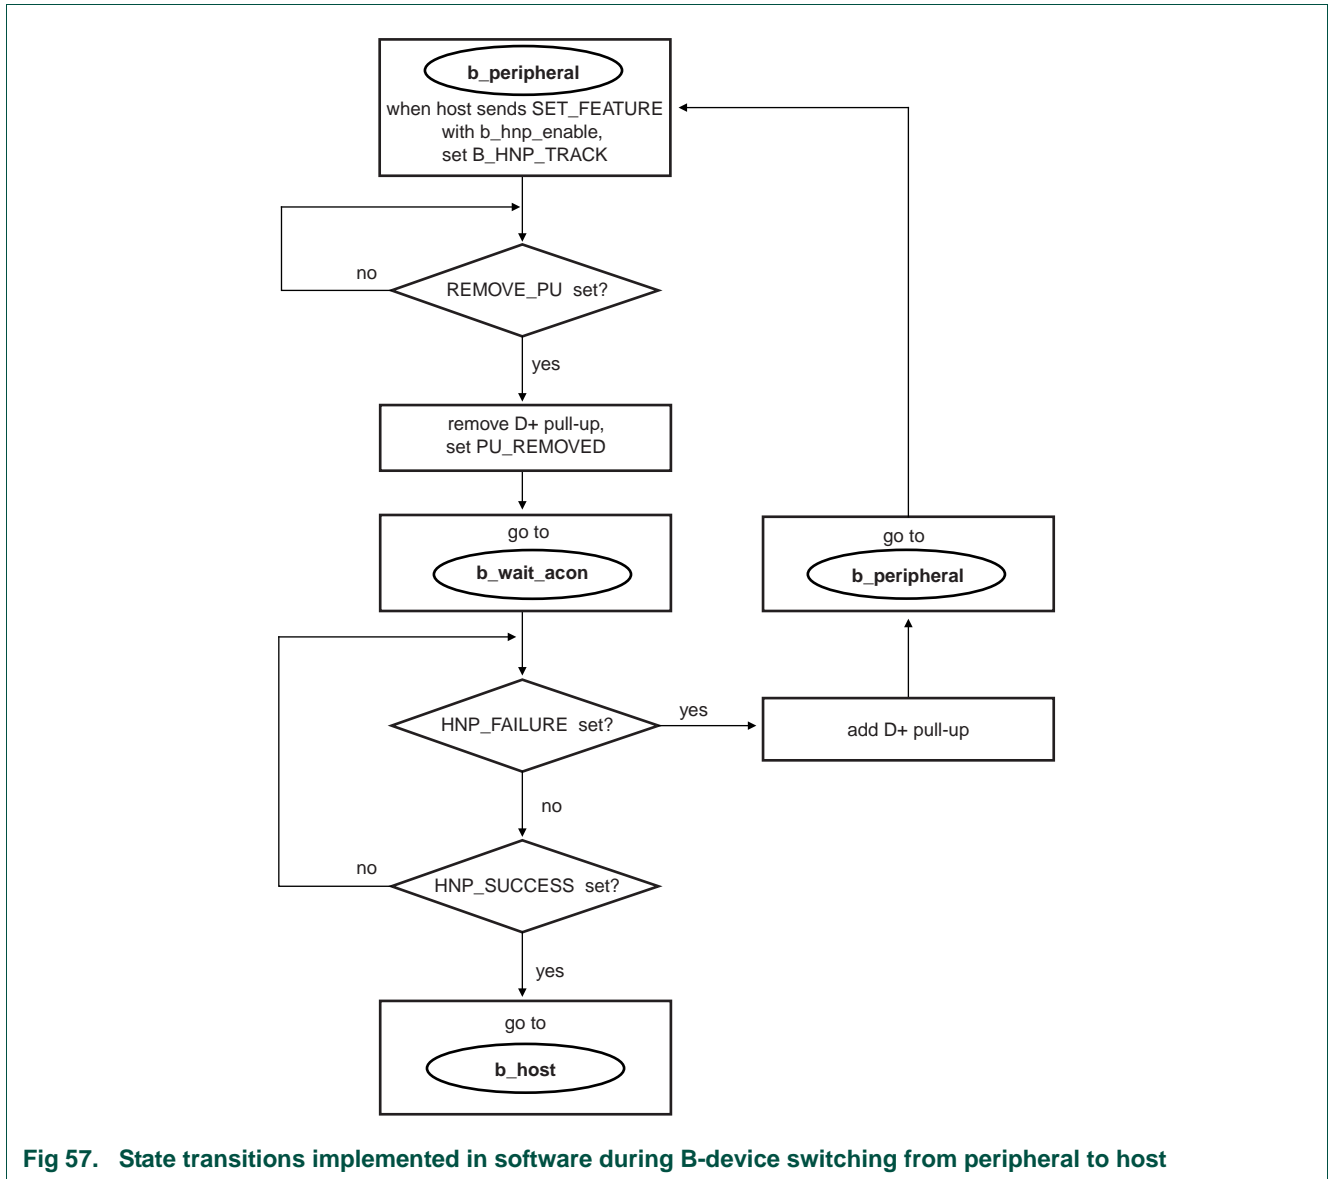 b_peripheral
when host sends SET_FEATURE
with b_hnp_enable,
set B_HNP_TRACK
no
REMOVE_PU set?
yes
remove D+ pull-up,
set PU_REMOVED
go to
b_wait_acon
go to
b_peripheral
HNP_FAILURE set?
yes
add D+ pull-up
no
no
HNP_SUCCESS set?
yes
go to
b_host
Fig 57. State transitions implemented in software during B-device switching from peripheral to host